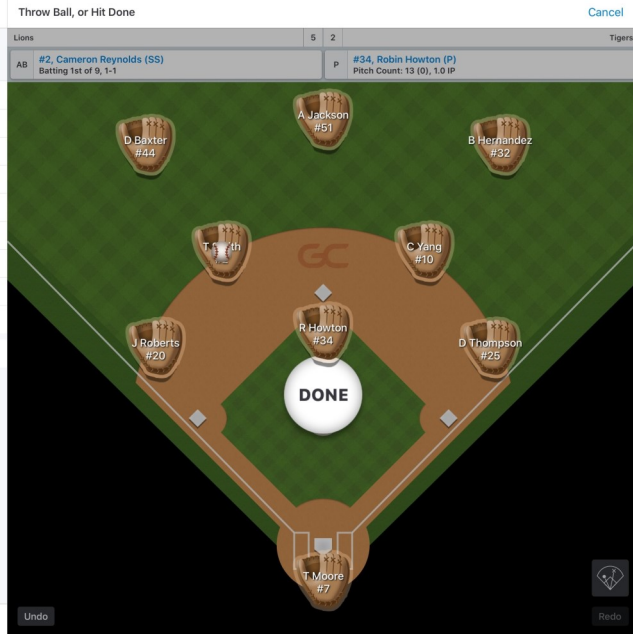 Throw Ball, or Hit Done
Cancel
Lions 5 2 Tigers
AB #2, Cameron Reynolds (SS)
Batting 1st of 9, 1-1
P #34, Robin Howton (P)
Pitch Count: 13 (0), 1.0 IP
A Jackson
#51
D Baxter
#44
B Hernandez
#32
T
C Yang
#10
GC
R Howton
#34
J Roberts
#20
D Thompson
#25
DONE
T Moore
#7
Undo
Redo